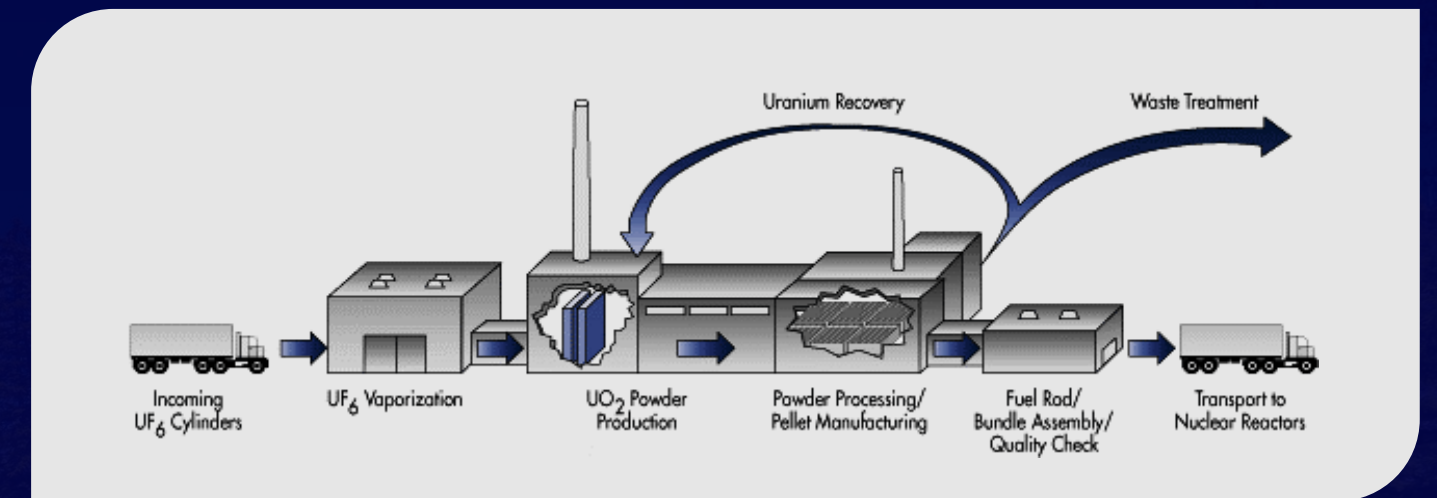 Uranium Recovery
Waste Treatment
Incoming
UF6 Cylinders
UF6 Vaporization
UO2 Powder
Production
Powder Processing/
Pellet Manufacturing
Fuel Rod/
Bundle Assembly/
Quality Check
Transport to
Nuclear Reactors